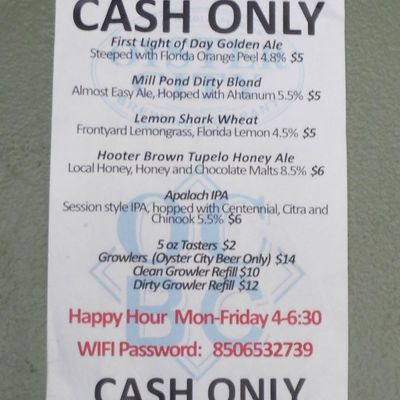 CASH ONLY
First Light of Day Golden Ale
Steeped with Florida Orange Peel 4.8% $5
Mill Pond Dirty Blond
Almost Easy Ale, Hopped with Ahtanum 5.5% $5
Lemon Shark Wheat
Frontyard Lemongrass, Florida Lemon 4.5% $5
Hooter Brown Tupelo Honey Ale
Local Honey, Honey and Chocolate Malts 8.5% $6
Apalach IPA
Session style IPA, hopped with Centennial, Citra and
Chinook 5.5% $6
5 oz Tasters $2
Growlers (Oyster City Beer Only) $14
Clean Growler Refill $10
Dirty Growler Refill $12
Happy Hour Mon-Friday 4-6:30
WIFI Password: 8506532739
CASH ONLY